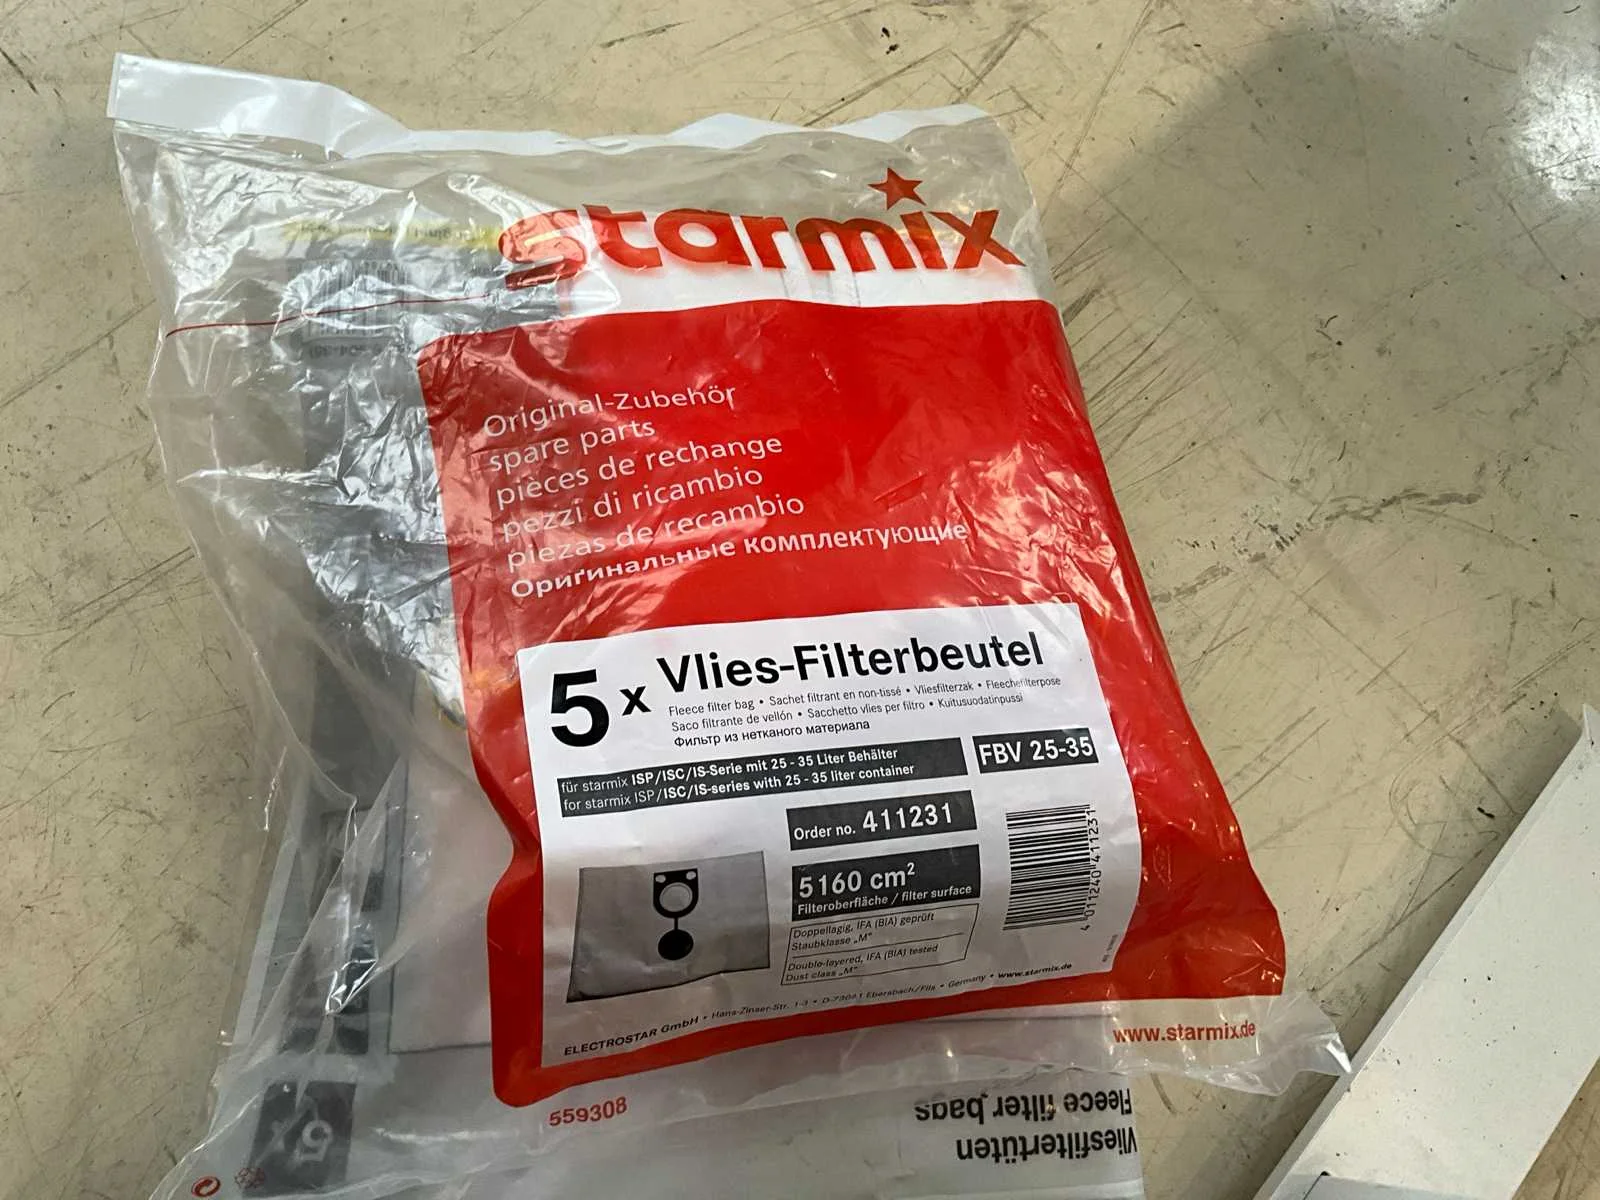 starmix
Original-Zubehör
spare parts
pièces de rechange
pezzi di ricambio
piezas de recambio
Ориґинальные комплектующие
5 x Vlies-Filterbeutel
Fleece filter bag • Sachet filtrant en non-tissé • Vliesfilterzak • Fleecefilterpose
Saco filtrante de vellón • Sacchetto vlies per filtro • Kuitusuodatinpussi
Фильтр из нетканого материала
für starmix ISP/ISC/IS-Serie mit 25 - 35 Liter Behälter
for starmix ISP/ISC/IS-series with 25 - 35 liter container
FBV 25-35
Order no. 411231
5160 cm²
Filteroberfläche / filter surface
Doppellagig, IFA (BIA) geprüft
Staubklasse „M"
Double-layered, IFA (BIA) tested
Dust class „M"
4 011240 411231
ELECTROSTAR GmbH • Hans-Zinser-Str. 1-3 • D-73061 Ebersbach/Fils • Germany • www.starmix.de
www.starmix.de
559308
Fleece filter bags
Vliesfiltertüten
5x